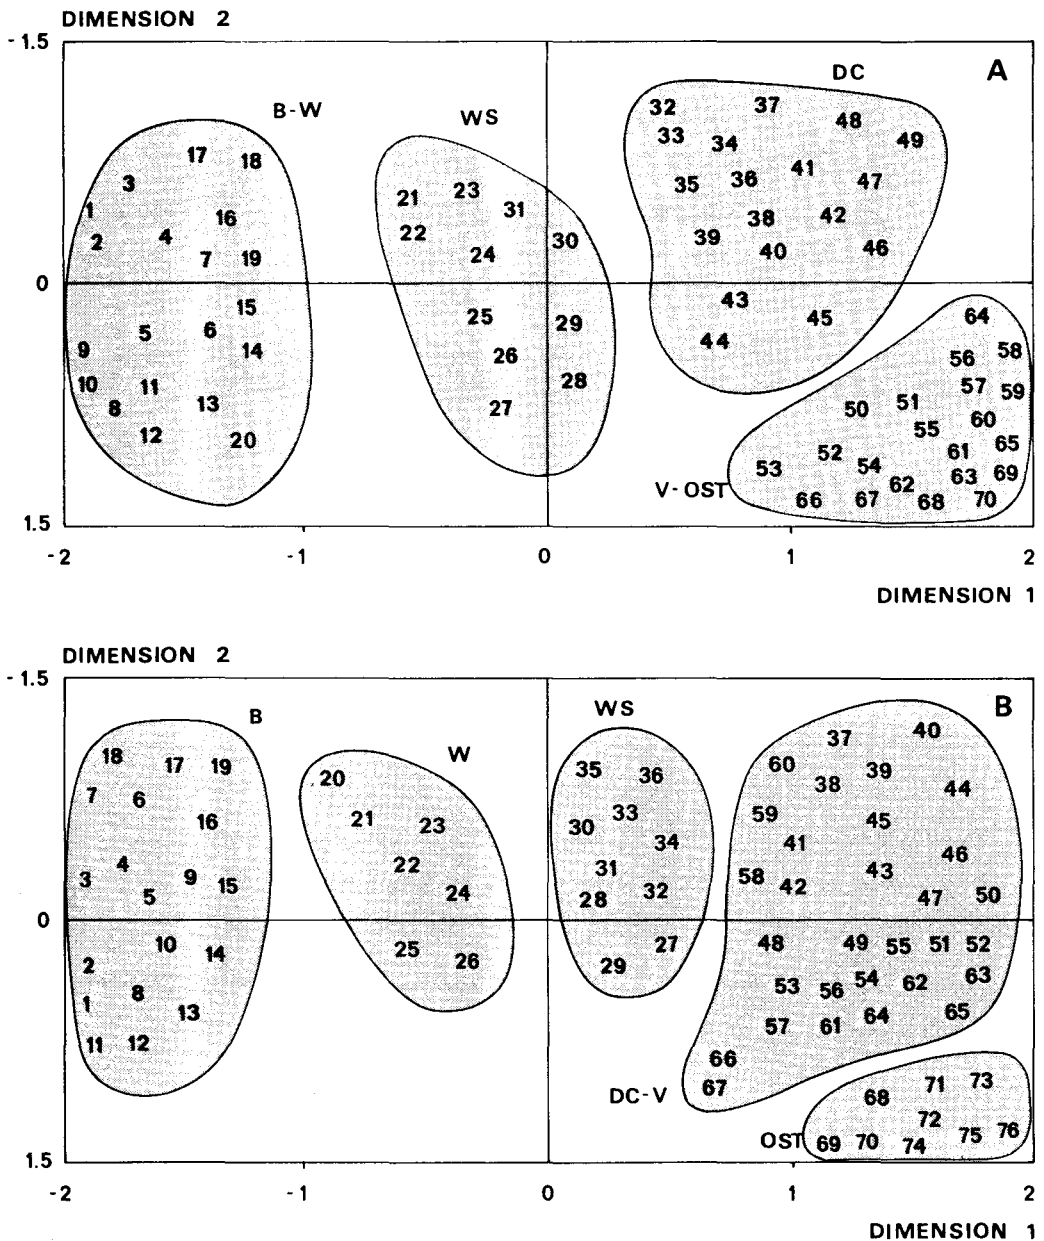 DIMENSION 2
-1.5
A
DC
B-W
WS
32 37
48
33 34 49
17 18
3 35 36 41 47
21 23
1 31
16 38 42
2 4 22 30 39
7 19 24 40 46
0
15 43
5 6 25 29 44 45 64
9 14 26 56 58
10 11 28 57 59
8 13 27 50 51 60
12 20 55 65
52 61
53 54 63 69
V-OST 62
66 67 68 70
1.5
-2 -1 0 1 2
DIMENSION 1
DIMENSION 2
-1.5
B
WS
B
W
37 40
18 17 19 35 36 60 39
20 38 44
7 6 33 59
16 21 23 30 45
34 41 46
4 22 31 43
3 9 15 58 42
5 24 28 32 47 50
0
10 14 25 27 48 49 55 51 52
2 26 29 54 63
8 53 56 62
1 13 57 61 64 65
11 12 66
67
DC-V
71 73
68
72
OST 69 70 74 75 76
1.5
-2 -1 0 1 2
DIMENSION 1